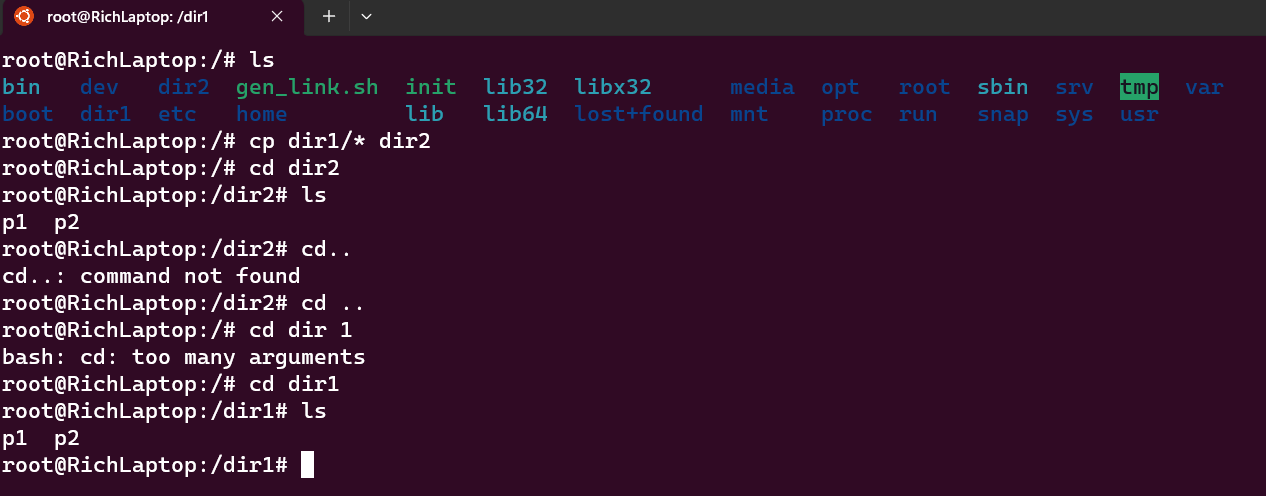 root@RichLaptop: /dir1
root@RichLaptop:/# ls
bin dev dir2 gen_link.sh init lib32 libx32 media opt root sbin srv tmp var
boot dir1 etc home lib lib64 lost+found mnt proc run snap sys usr
root@RichLaptop:/# cp dir1/* dir2
root@RichLaptop:/# cd dir2
root@RichLaptop:/dir2# ls
p1 p2
root@RichLaptop:/dir2# cd..
cd..: command not found
root@RichLaptop:/dir2# cd ..
root@RichLaptop:/# cd dir 1
bash: cd: too many arguments
root@RichLaptop:/# cd dir1
root@RichLaptop:/dir1# ls
p1 p2
root@RichLaptop:/dir1#